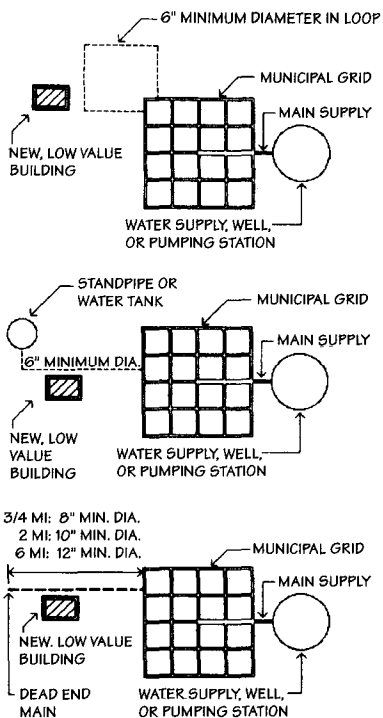 6" MINIMUM DIAMETER IN LOOP
MUNICIPAL GRID
MAIN SUPPLY
NEW, LOW VALUE
BUILDING
WATER SUPPLY, WELL,
OR PUMPING STATION
STANDPIPE OR
WATER TANK
MUNICIPAL GRID
6" MINIMUM DIA.
MAIN SUPPLY
NEW, LOW
VALUE
BUILDING
WATER SUPPLY, WELL,
OR PUMPING STATION
3/4 MI: 8" MIN. DIA.
2 MI: 10" MIN. DIA.
6 MI: 12" MIN. DIA.
MUNICIPAL GRID
MAIN SUPPLY
NEW. LOW VALUE
BUILDING
DEAD END
MAIN
WATER SUPPLY, WELL,
OR PUMPING STATION